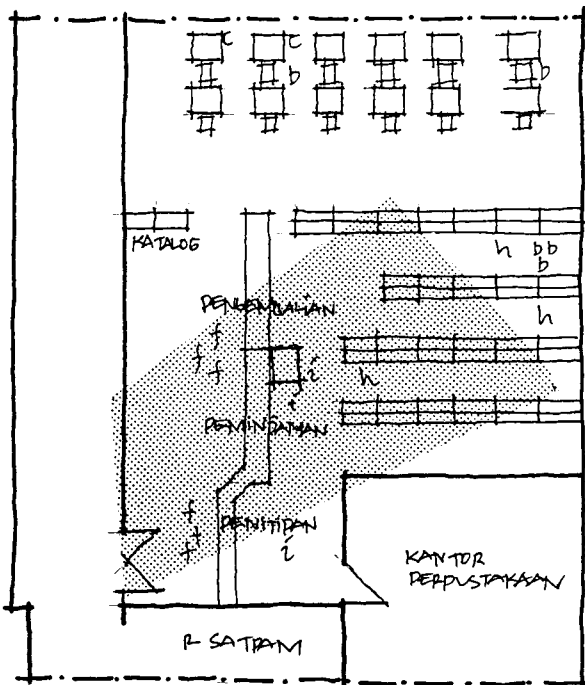 c
c
b
b
KATALOG
h
b b
b
PENGEMBALIAN
h
f
f
f
i
h
PEMINJAMAN
f
f
f
PENITIPAN
i
KANTOR
PERPUSTAKAAN
R SATPAM